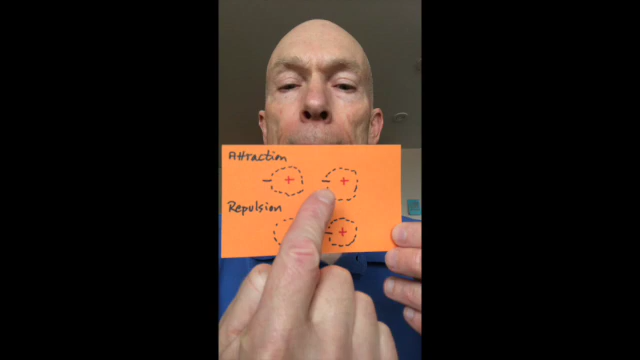 Attraction
- + - +
Repulsion
- +